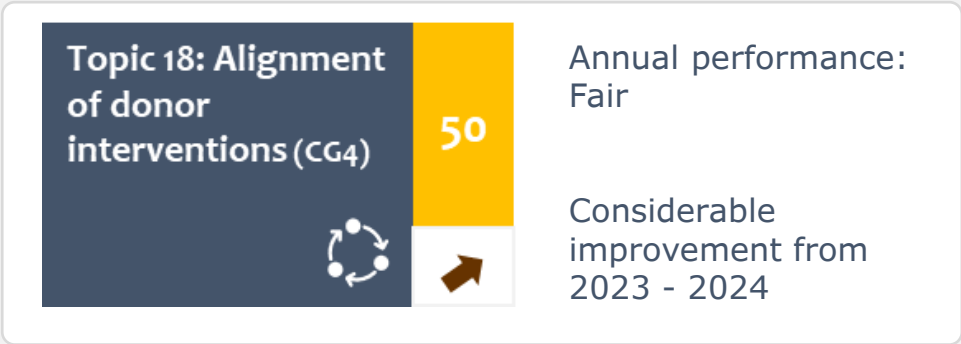 Topic 18: Alignment
of donor
interventions (CG4)
50
Annual performance:
Fair
Considerable
improvement from
2023 - 2024